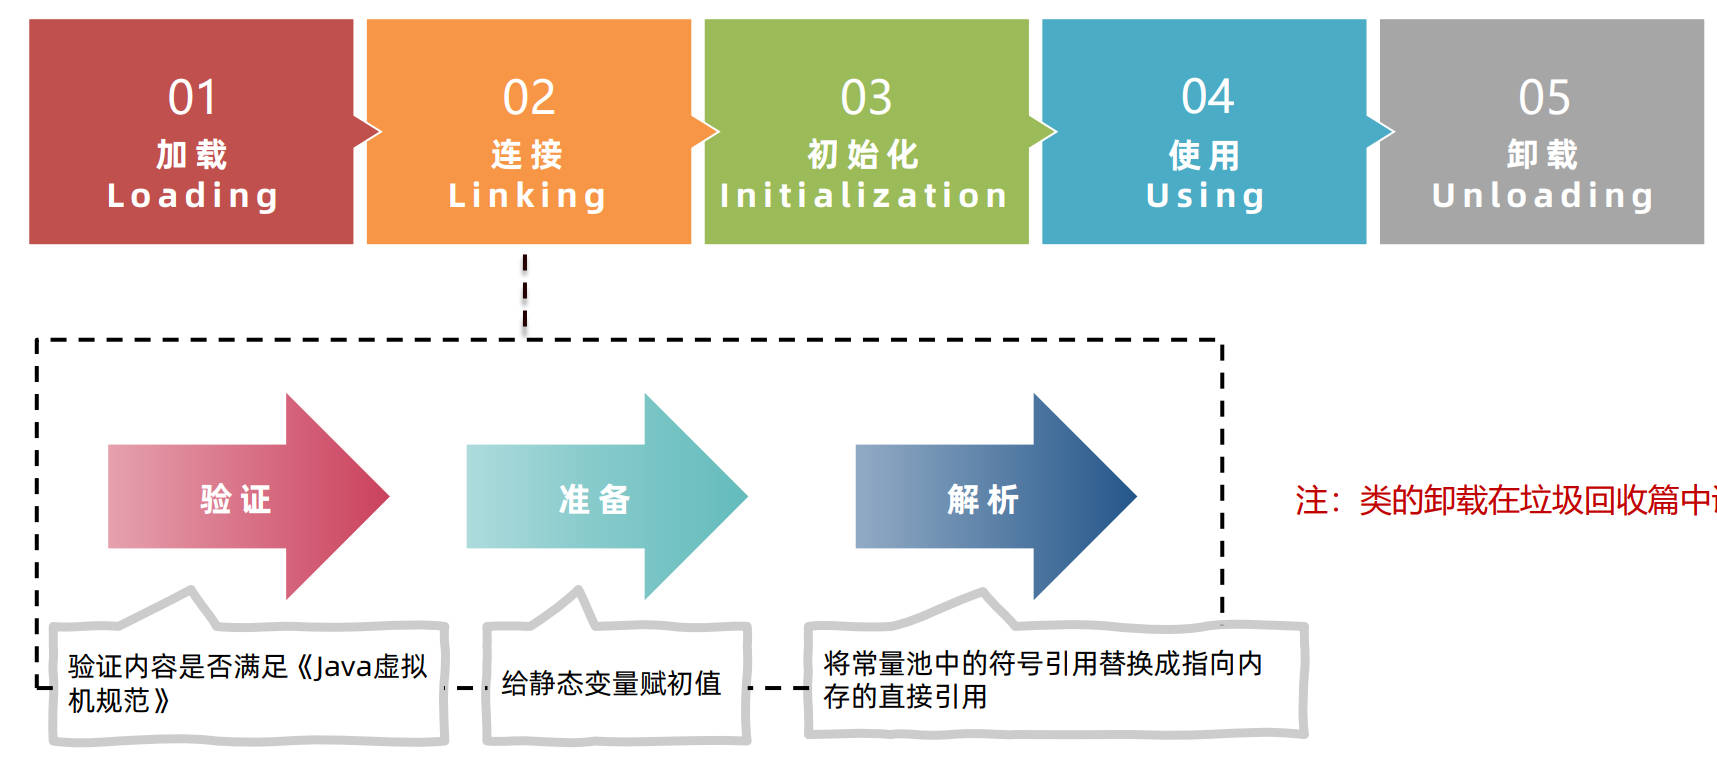 01
加载
Loading
02
连接
Linking
03
初始化
Initialization
04
使用
Using
05
卸载
Unloading
验证
准备
解析
注：类的卸载在垃圾回收篇中
验证内容是否满足《Java虚拟
机规范》
给静态变量赋初值
将常量池中的符号引用替换成指向内
存的直接引用